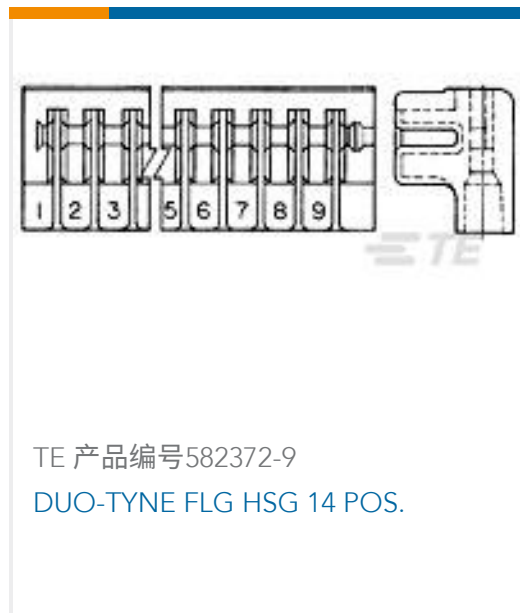 1 2 3 5 6 7 8 9
TE
TE 产品编号582372-9
DUO-TYNE FLG HSG 14 POS.